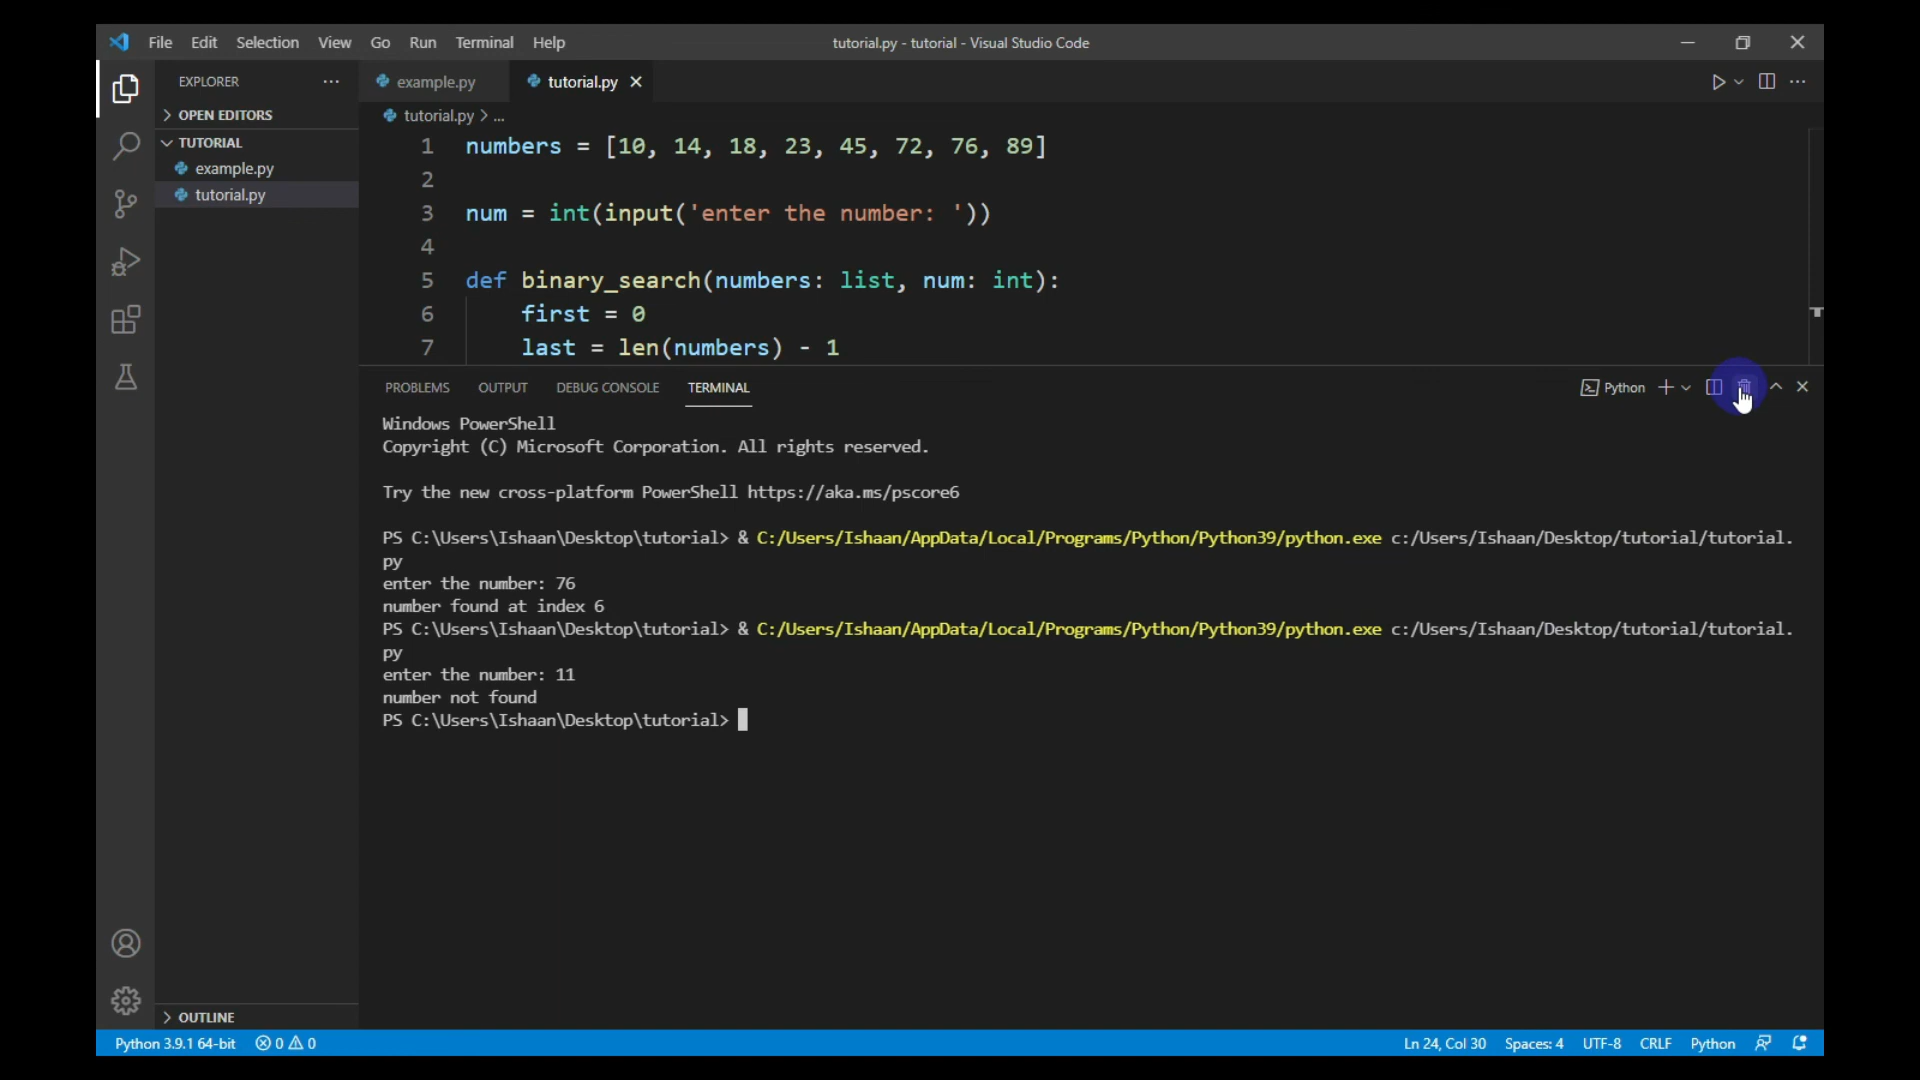 File Edit Selection View Go Run Terminal Help tutorial.py - tutorial - Visual Studio Code
EXPLORER
OPEN EDITORS
TUTORIAL
example.py
tutorial.py
OUTLINE
example.py tutorial.py
tutorial.py > ...
1 numbers = [10, 14, 18, 23, 45, 72, 76, 89]
2
3 num = int(input('enter the number: '))
4
5 def binary_search(numbers: list, num: int):
6 first = 0
7 last = len(numbers) - 1
PROBLEMS OUTPUT DEBUG CONSOLE TERMINAL Python
Windows PowerShell
Copyright (C) Microsoft Corporation. All rights reserved.
Try the new cross-platform PowerShell https://aka.ms/pscore6
PS C:\Users\Ishaan\Desktop\tutorial> & C:/Users/Ishaan/AppData/Local/Programs/Python/Python39/python.exe c:/Users/Ishaan/Desktop/tutorial/tutorial.
py
enter the number: 76
number found at index 6
PS C:\Users\Ishaan\Desktop\tutorial> & C:/Users/Ishaan/AppData/Local/Programs/Python/Python39/python.exe c:/Users/Ishaan/Desktop/tutorial/tutorial.
py
enter the number: 11
number not found
PS C:\Users\Ishaan\Desktop\tutorial>
Python 3.9.1 64-bit 0 0 Ln 24, Col 30 Spaces: 4 UTF-8 CRLF Python